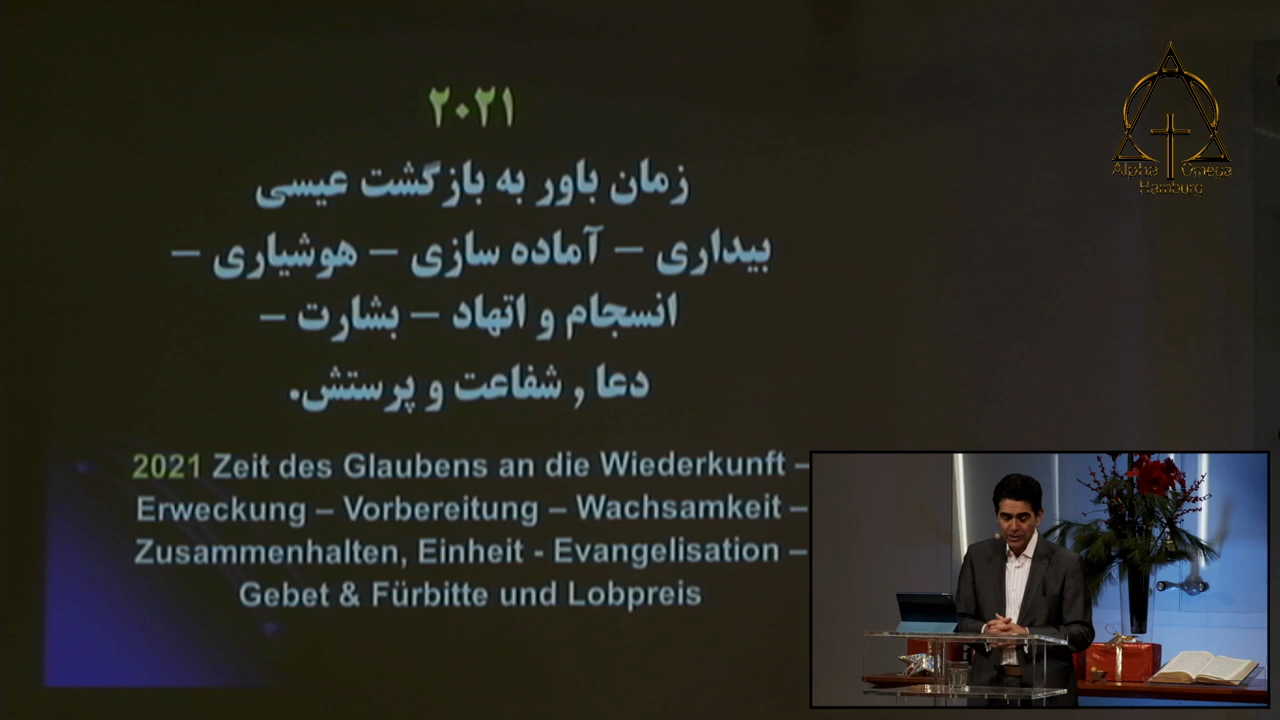 ۲۰۲۱
زمان باور به بازگشت عیسی
بیداری – آماده سازی – هوشیاری –
انسجام و اتهاد – بشارت –
دعا , شفاعت و پرستش.
2021 Zeit des Glaubens an die Wiederkunft –
Erweckung – Vorbereitung – Wachsamkeit –
Zusammenhalten, Einheit - Evangelisation –
Gebet & Fürbitte und Lobpreis
Alpha Omega
Hamburg